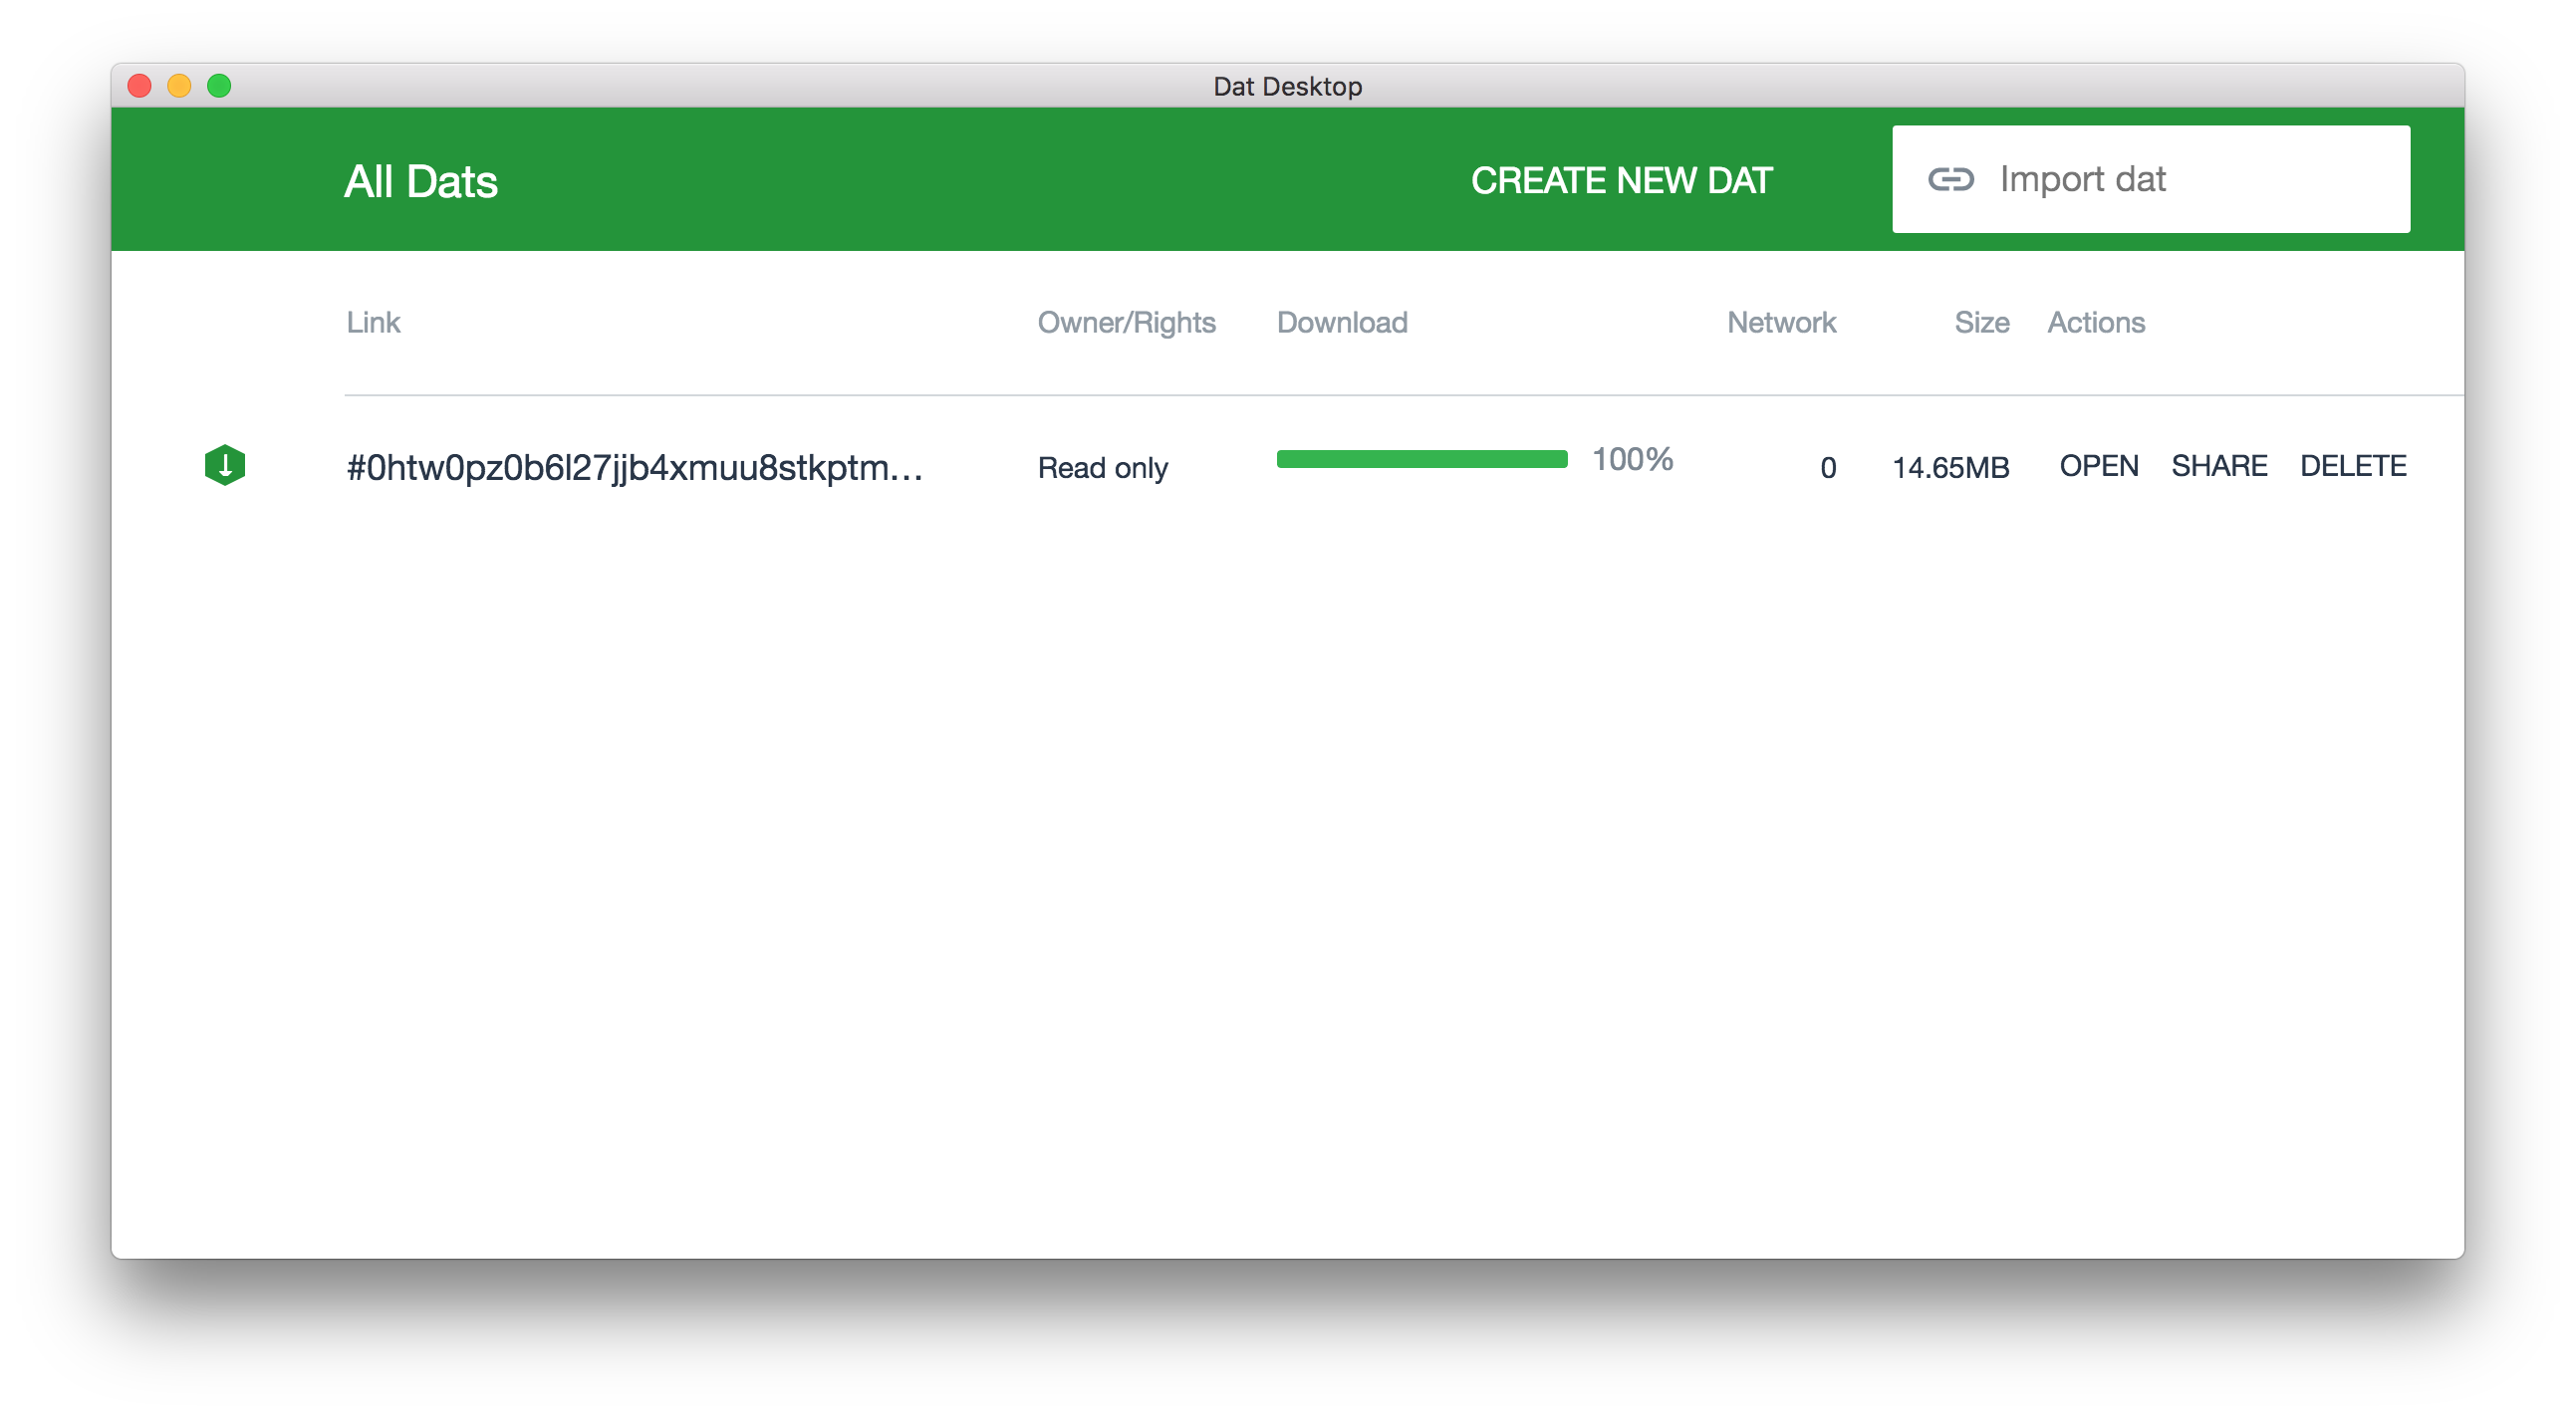 Dat Desktop
All Dats CREATE NEW DAT Import dat
Link Owner/Rights Download Network Size Actions
#0htw0pz0b6l27jjb4xmuu8stkptm… Read only 100% 0 14.65MB OPEN SHARE DELETE